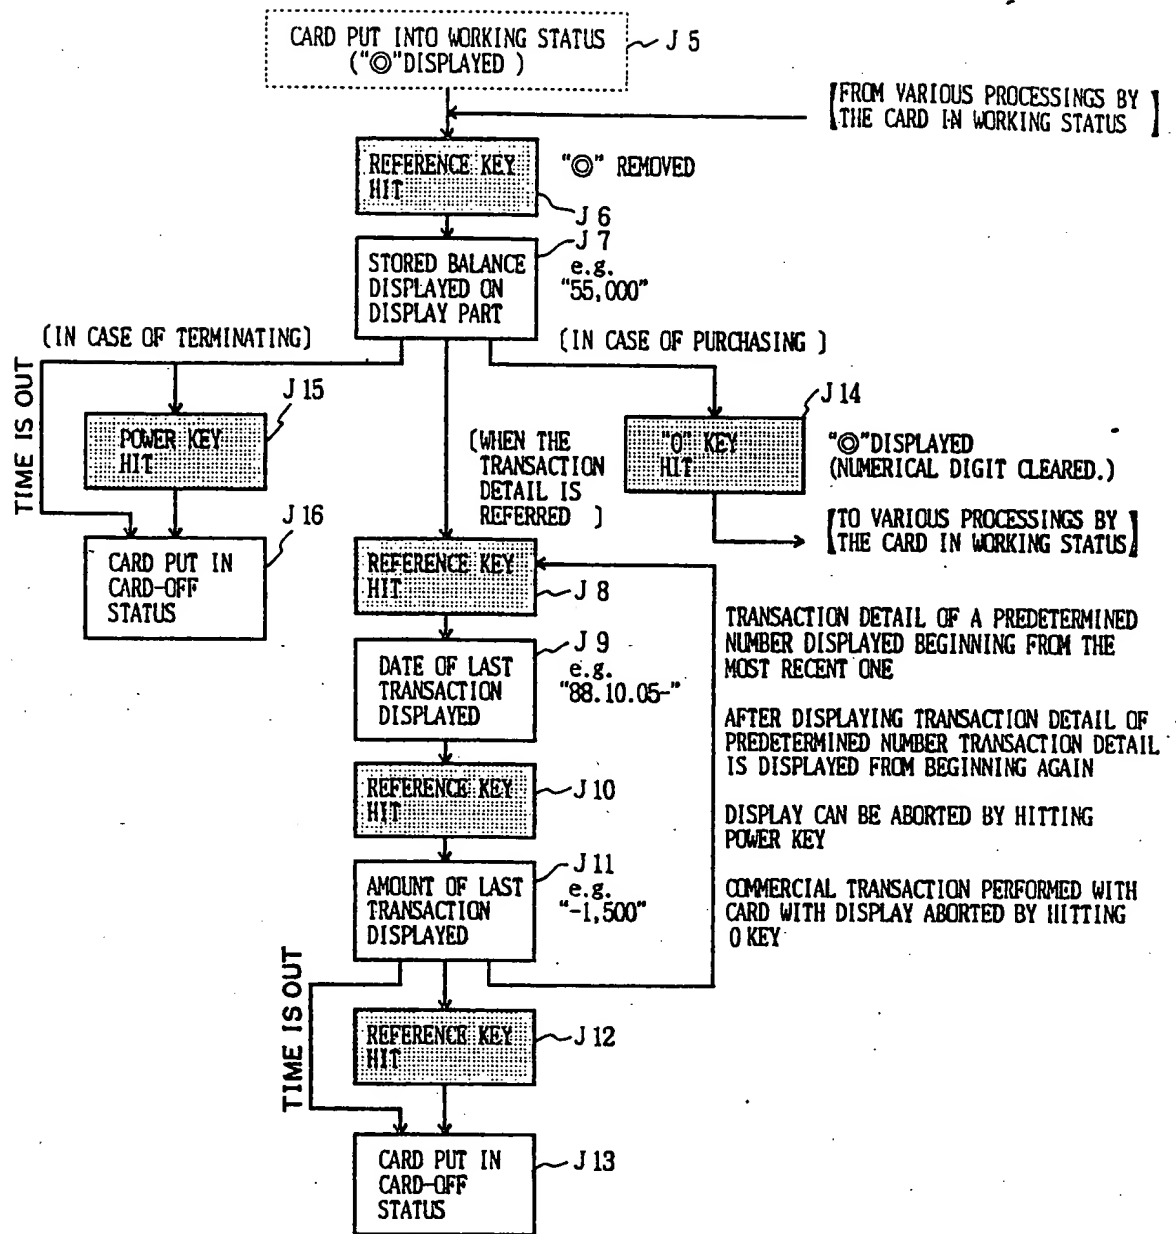 CARD PUT INTO WORKING STATUS
("◎"DISPLAYED )
J 5
[FROM VARIOUS PROCESSINGS BY
THE CARD IN WORKING STATUS ]
REFERENCE KEY
HIT
"◎" REMOVED
J 6
STORED BALANCE
DISPLAYED ON
DISPLAY PART
J 7
e.g.
"55,000"
(IN CASE OF TERMINATING)
(IN CASE OF PURCHASING )
TIME IS OUT
J 15
POWER KEY
HIT
J 16
CARD PUT IN
CARD-OFF
STATUS
J 14
"0" KEY
HIT
"◎"DISPLAYED
(NUMERICAL DIGIT CLEARED.)
[TO VARIOUS PROCESSINGS BY
THE CARD IN WORKING STATUS]
(WHEN THE
TRANSACTION
DETAIL IS
REFERRED )
REFERENCE KEY
HIT
J 8
DATE OF LAST
TRANSACTION
DISPLAYED
J 9
e.g.
"88.10.05-"
REFERENCE KEY
HIT
J 10
AMOUNT OF LAST
TRANSACTION
DISPLAYED
J 11
e.g.
"-1,500"
TRANSACTION DETAIL OF A PREDETERMINED
NUMBER DISPLAYED BEGINNING FROM THE
MOST RECENT ONE
AFTER DISPLAYING TRANSACTION DETAIL OF
PREDETERMINED NUMBER TRANSACTION DETAIL
IS DISPLAYED FROM BEGINNING AGAIN
DISPLAY CAN BE ABORTED BY HITTING
POWER KEY
COMMERCIAL TRANSACTION PERFORMED WITH
CARD WITH DISPLAY ABORTED BY HITTING
0 KEY
TIME IS OUT
REFERENCE KEY
HIT
J 12
CARD PUT IN
CARD-OFF
STATUS
J 13